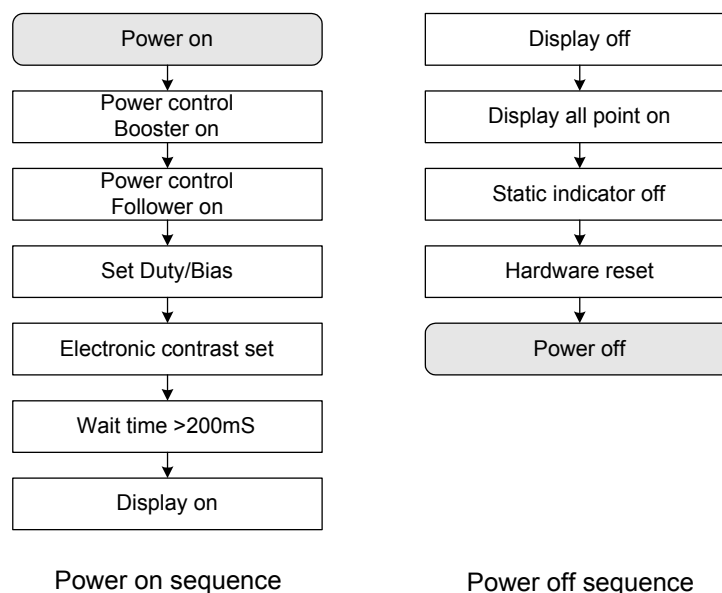 Power on
Power control
Booster on
Power control
Follower on
Set Duty/Bias
Electronic contrast set
Wait time >200mS
Display on
Power on sequence
Display off
Display all point on
Static indicator off
Hardware reset
Power off
Power off sequence